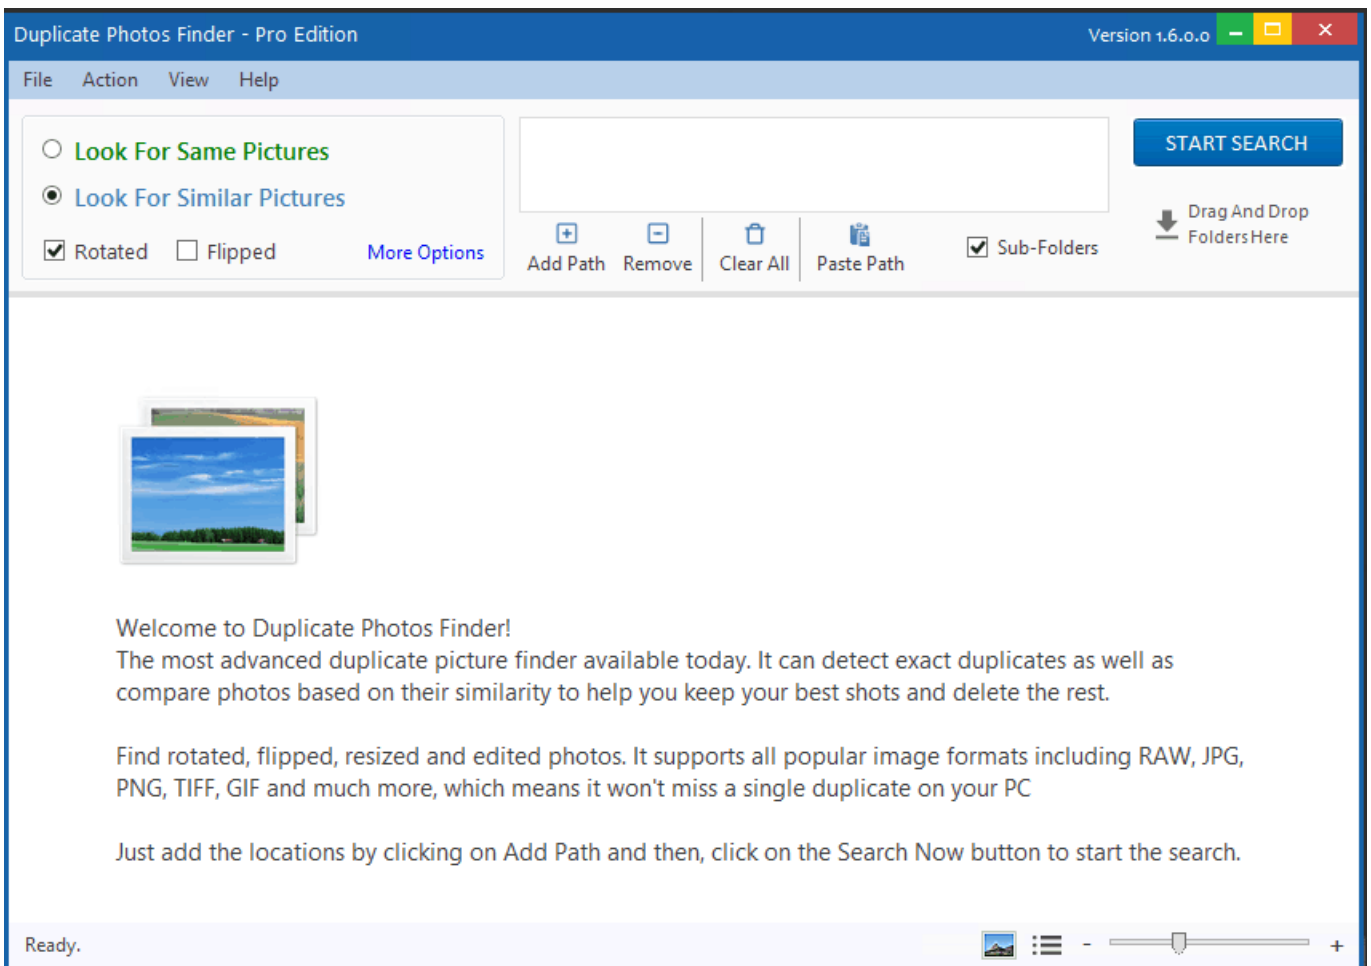 Duplicate Photos Finder - Pro Edition
Version 1.6.0.0
File Action View Help
Look For Same Pictures
Look For Similar Pictures
Rotated Flipped More Options
Add Path Remove Clear All Paste Path
Sub-Folders
START SEARCH
Drag And Drop
Folders Here
Welcome to Duplicate Photos Finder!
The most advanced duplicate picture finder available today. It can detect exact duplicates as well as
compare photos based on their similarity to help you keep your best shots and delete the rest.
Find rotated, flipped, resized and edited photos. It supports all popular image formats including RAW, JPG,
PNG, TIFF, GIF and much more, which means it won't miss a single duplicate on your PC
Just add the locations by clicking on Add Path and then, click on the Search Now button to start the search.
Ready.
- +